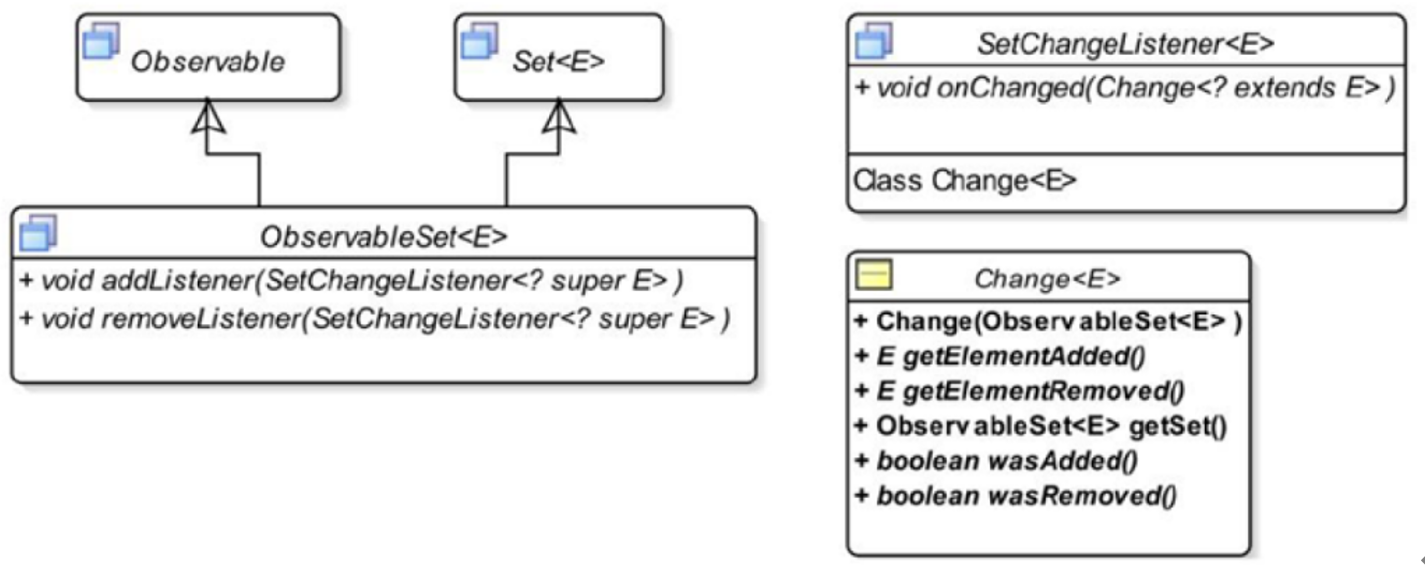 Observable
Set<E>
ObservableSet<E>
+ void addListener(SetChangeListener<? super E> )
+ void removeListener(SetChangeListener<? super E> )
SetChangeListener<E>
+ void onChanged(Change<? extends E> )
Class Change<E>
Change<E>
+ Change(ObservableSet<E> )
+ E getElementAdded()
+ E getElementRemoved()
+ ObservableSet<E> getSet()
+ boolean wasAdded()
+ boolean wasRemoved()